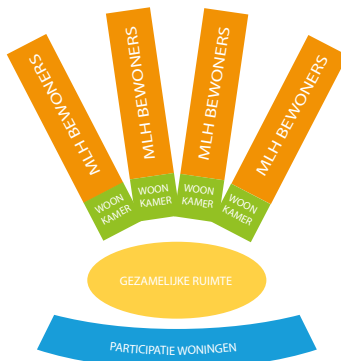 MLH BEWONERS
MLH BEWONERS
MLH BEWONERS
MLH BEWONERS
WOON
KAMER
WOON
KAMER
WOON
KAMER
WOON
KAMER
GEZAMELIJKE RUIMTE
PARTICIPATIE WONINGEN